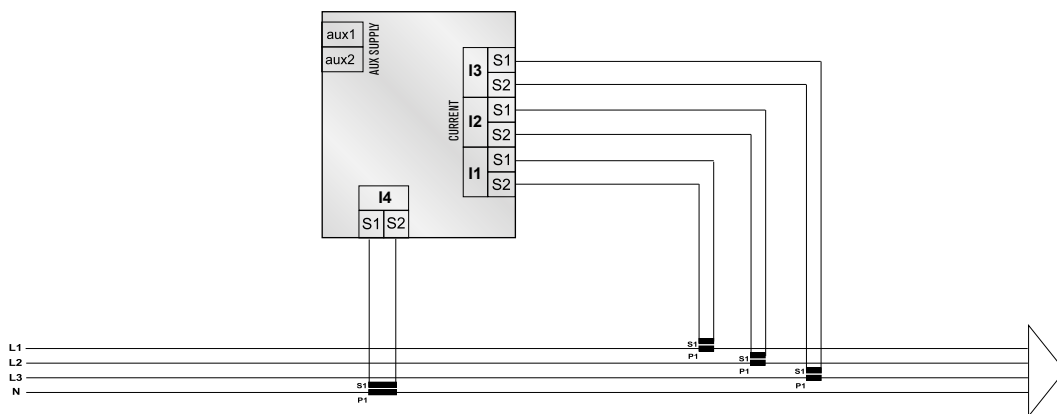 aux1
aux2
AUX SUPPLY
CURRENT
I3
S1
S2
I2
S1
S2
I1
S1
S2
I4
S1 S2
L1
L2
L3
N
S1
P1
S1
P1
S1
P1
S1
P1